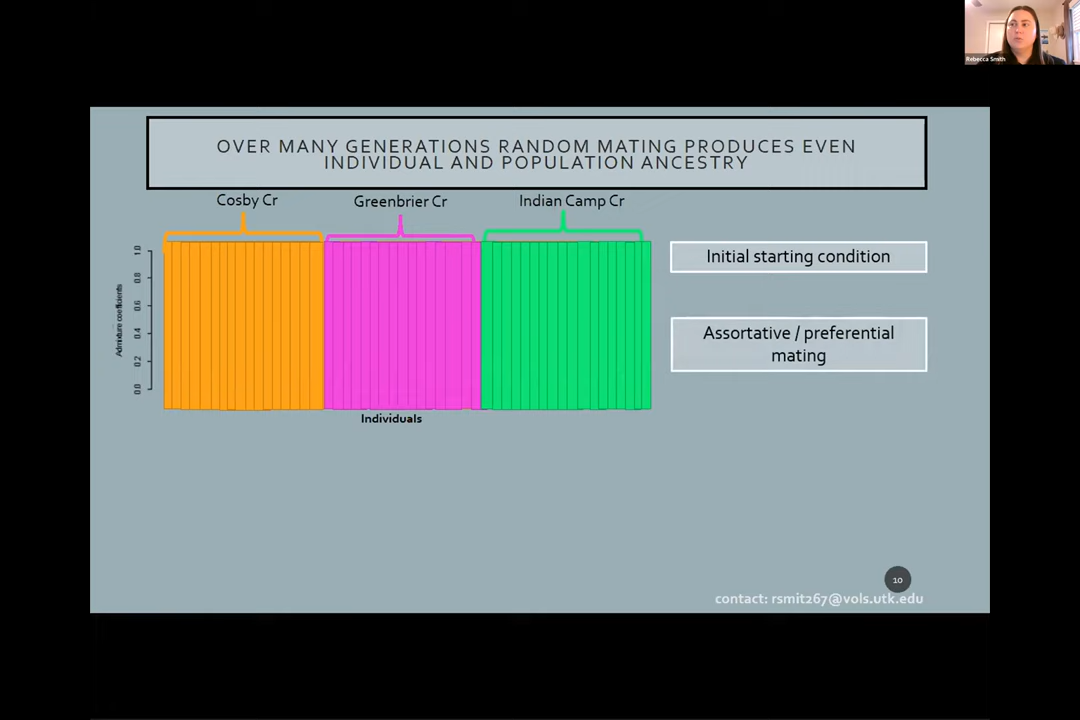 Rebecca Smith
OVER MANY GENERATIONS RANDOM MATING PRODUCES EVEN
INDIVIDUAL AND POPULATION ANCESTRY
Cosby Cr
Greenbrier Cr
Indian Camp Cr
Admixture coefficients
1.0
0.8
0.6
0.4
0.2
0.0
Individuals
Initial starting condition
Assortative / preferential
mating
10
contact: rsmit267@vols.utk.edu